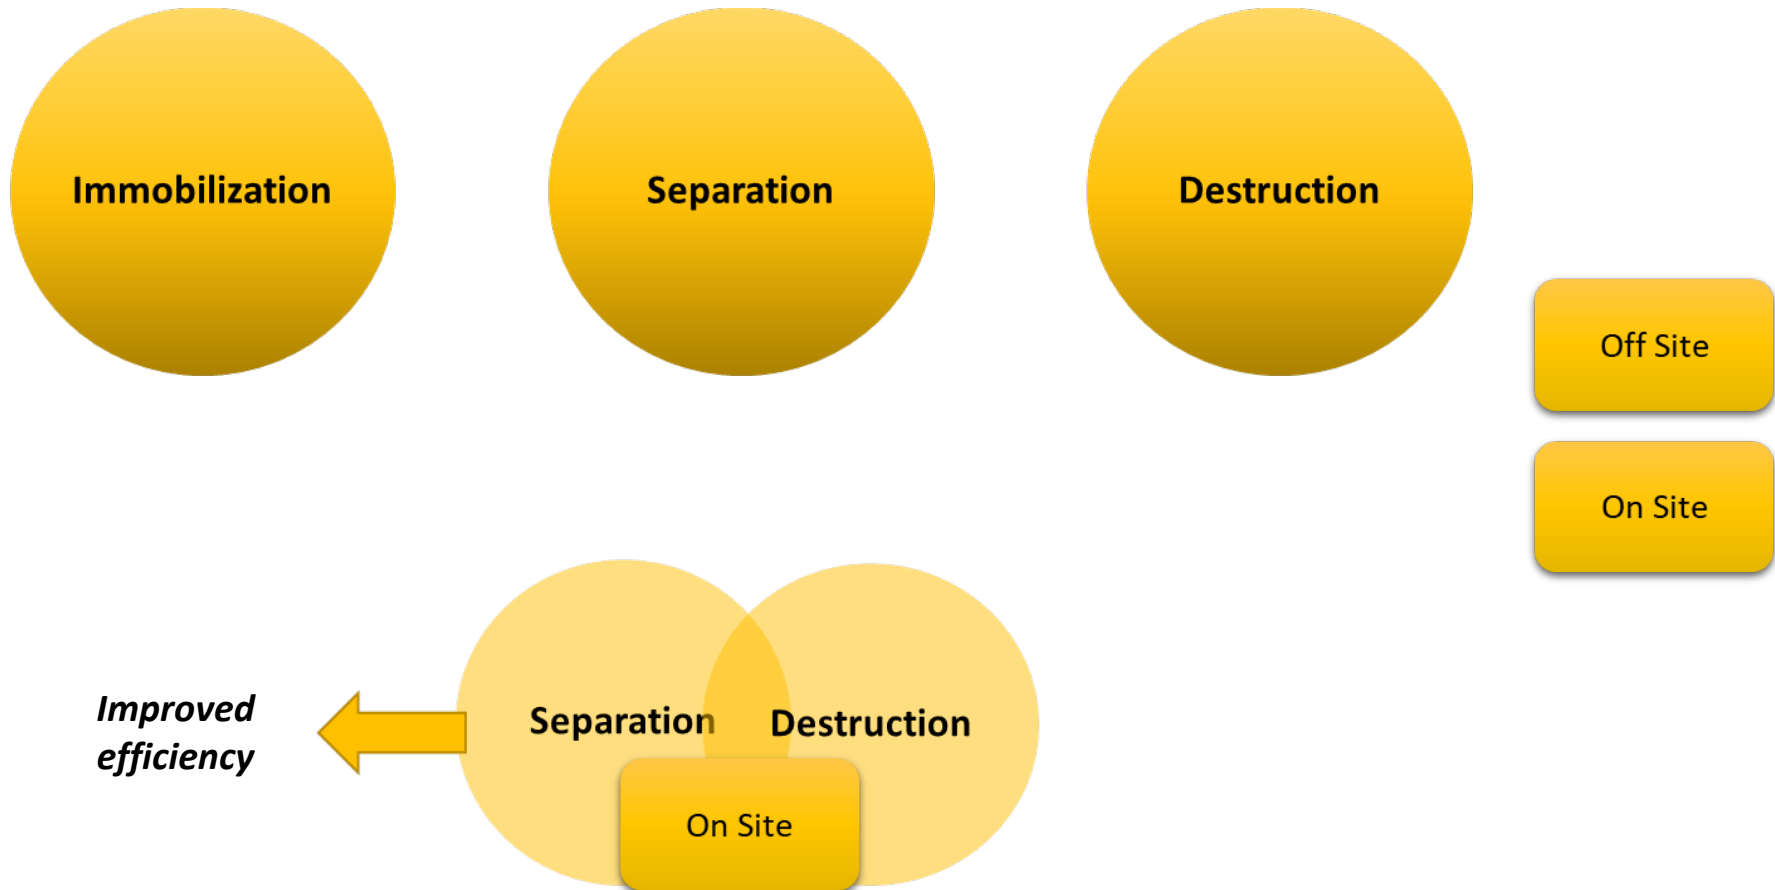 Immobilization
Separation
Destruction
Off Site
On Site
Improved
efficiency
Separation
Destruction
On Site